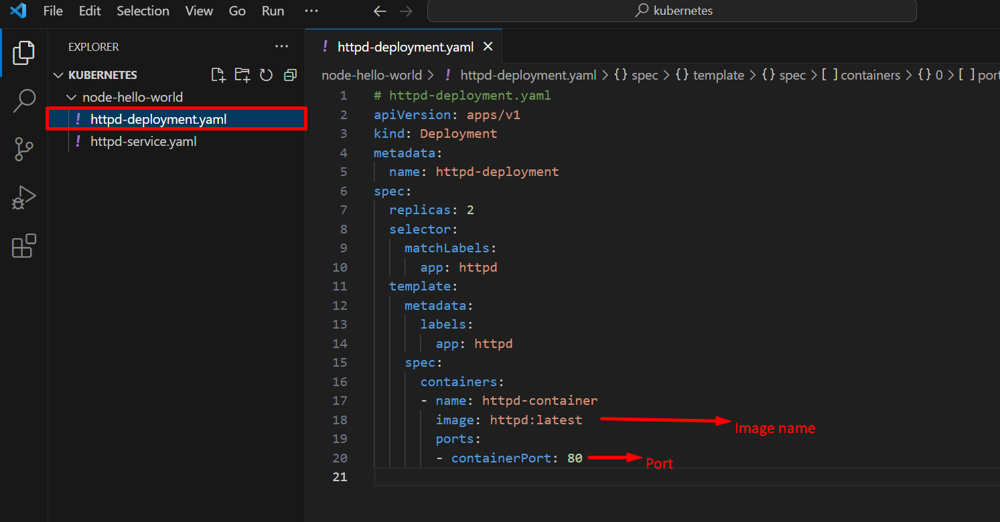 File Edit Selection View Go Run ···
kubernetes
EXPLORER ···
KUBERNETES
node-hello-world
! httpd-deployment.yaml
! httpd-service.yaml
! httpd-deployment.yaml
node-hello-world > ! httpd-deployment.yaml > {} spec > {} template > {} spec > [ ] containers > {} 0 > [ ] port
1 # httpd-deployment.yaml
2 apiVersion: apps/v1
3 kind: Deployment
4 metadata:
5   name: httpd-deployment
6 spec:
7   replicas: 2
8   selector:
9     matchLabels:
10       app: httpd
11   template:
12     metadata:
13       labels:
14         app: httpd
15     spec:
16       containers:
17       - name: httpd-container
18         image: httpd:latest Image name
19         ports:
20         - containerPort: 80 Port
21